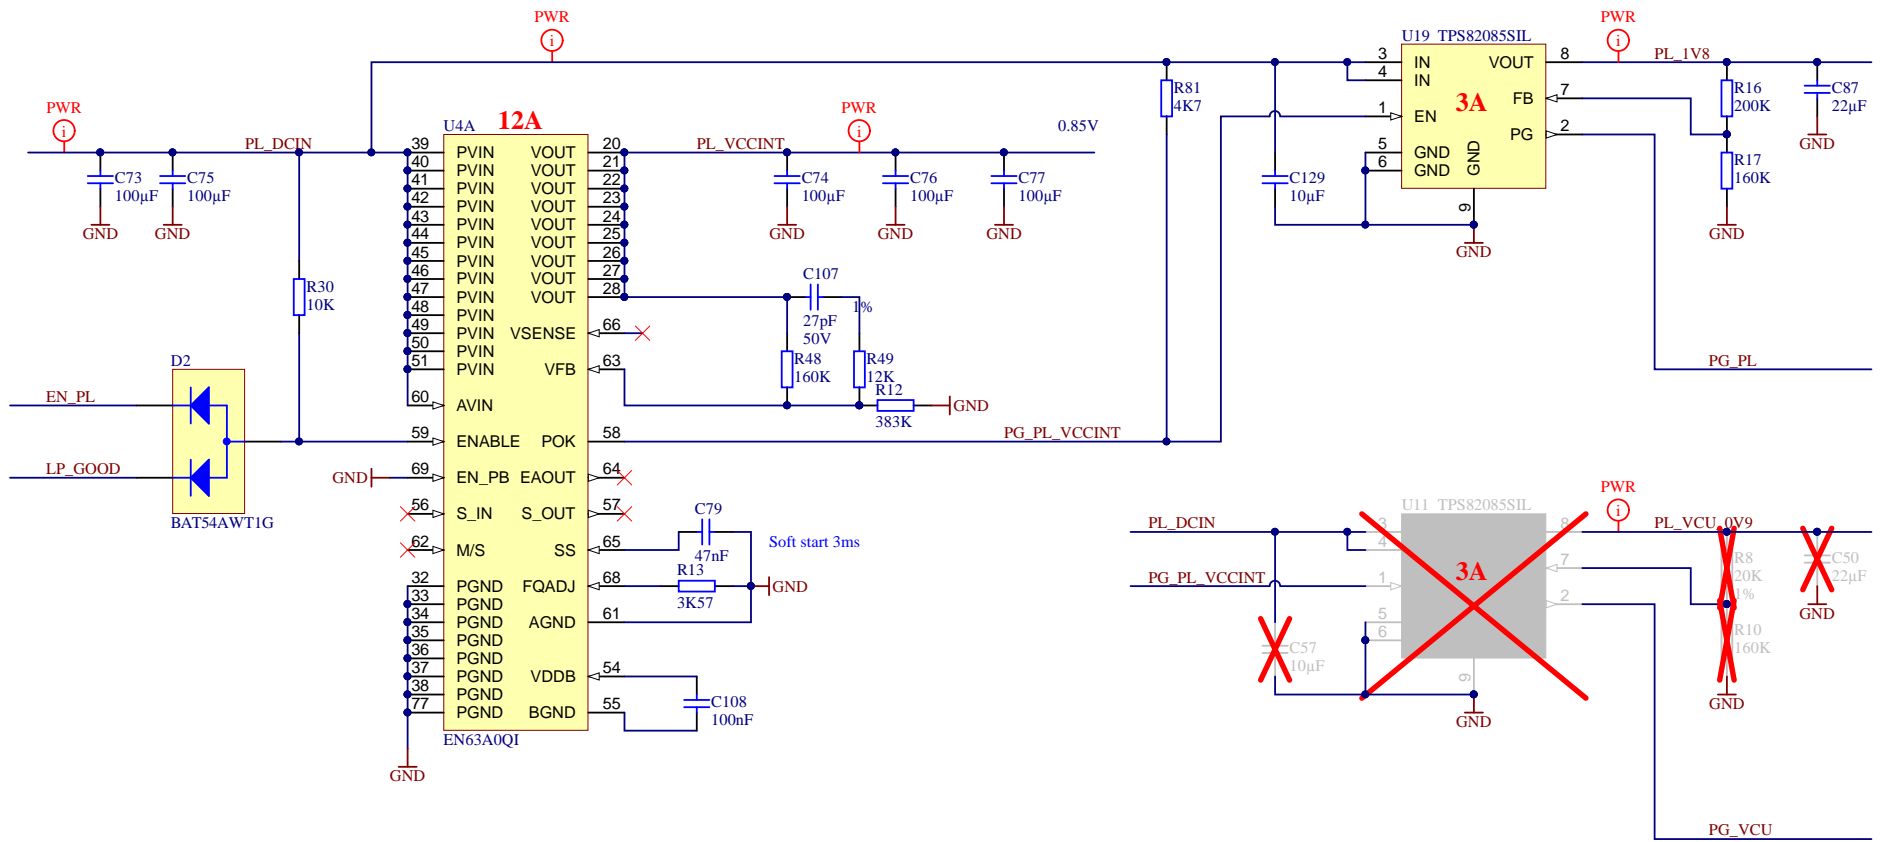 PWR
i
PWR
i
PL_DCIN
C73
100µF
GND
C75
100µF
GND
R30
10K
D2
EN_PL
LP_GOOD
BAT54AWT1G
U4A
12A
39 PVIN VOUT 20
40 PVIN VOUT 21
41 PVIN VOUT 22
42 PVIN VOUT 23
43 PVIN VOUT 24
44 PVIN VOUT 25
45 PVIN VOUT 26
46 PVIN VOUT 27
47 PVIN VOUT 28
48 PVIN
49 PVIN VSENSE 66
50 PVIN
51 PVIN VFB 63
60 AVIN
59 ENABLE POK 58
GND 69 EN_PB EAOUT 64
56 S_IN S_OUT 57
62 M/S SS 65
32 PGND FQADJ 68
33 PGND
34 PGND AGND 61
35 PGND
36 PGND
37 PGND VDDB 54
38 PGND
77 PGND BGND 55
EN63A0QI
GND
PL_VCCINT
PWR
i
0.85V
C74
100µF
GND
C76
100µF
GND
C77
100µF
GND
C107
27pF
50V
1%
R48
160K
R49
12K
R12
383K
GND
PG_PL_VCCINT
C79
47nF
Soft start 3ms
R13
3K57
GND
C108
100nF
R81
4K7
C129
10µF
U19 TPS82085SIL
3A
3 IN VOUT 8
4 IN
FB 7
1 EN
PG 2
5 GND
6 GND
GND
9
GND
PWR
i
PL_1V8
R16
200K
R17
160K
GND
C87
22µF
GND
PG_PL
U11 TPS82085SIL
3A
PL_DCIN
PG_PL_VCCINT
3
4
1
5
6
8
7
2
9
GND
C57
10µF
PWR
i
PL_VCU_0V9
R8
20K
1%
R10
160K
GND
C50
22µF
GND
PG_VCU